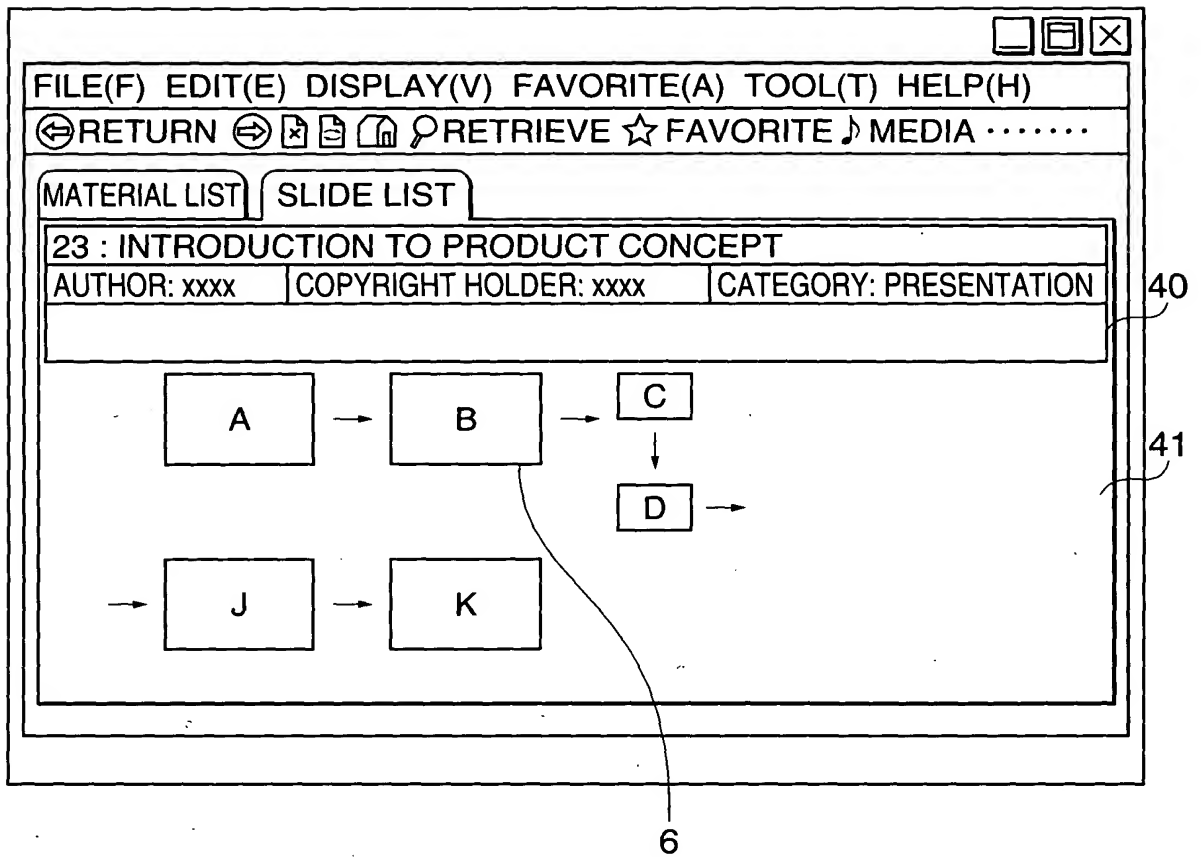 FILE(F) EDIT(E) DISPLAY(V) FAVORITE(A) TOOL(T) HELP(H)
RETURN RETRIEVE FAVORITE MEDIA ·······
MATERIAL LIST SLIDE LIST
23 : INTRODUCTION TO PRODUCT CONCEPT
AUTHOR: xxxx COPYRIGHT HOLDER: xxxx CATEGORY: PRESENTATION
40
A B C
41
D
J K
6